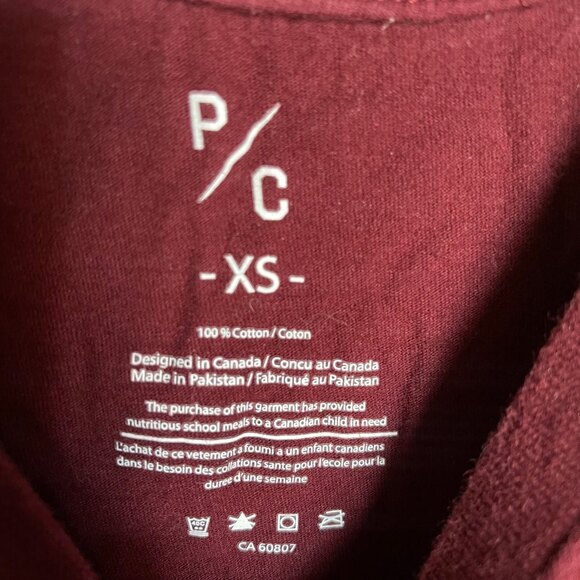 P/C
- XS -
100 % Cotton / Coton
Designed in Canada / Concu au Canada
Made in Pakistan / Fabriqué au Pakistan
The purchase of this garment has provided
nutritious school meals to a Canadian child in need
L'achat de ce vetement a fourni a un enfant canadiens
dans le besoin des collations sante pour l'ecole pour la
duree d'une semaine
40C
CA 60807